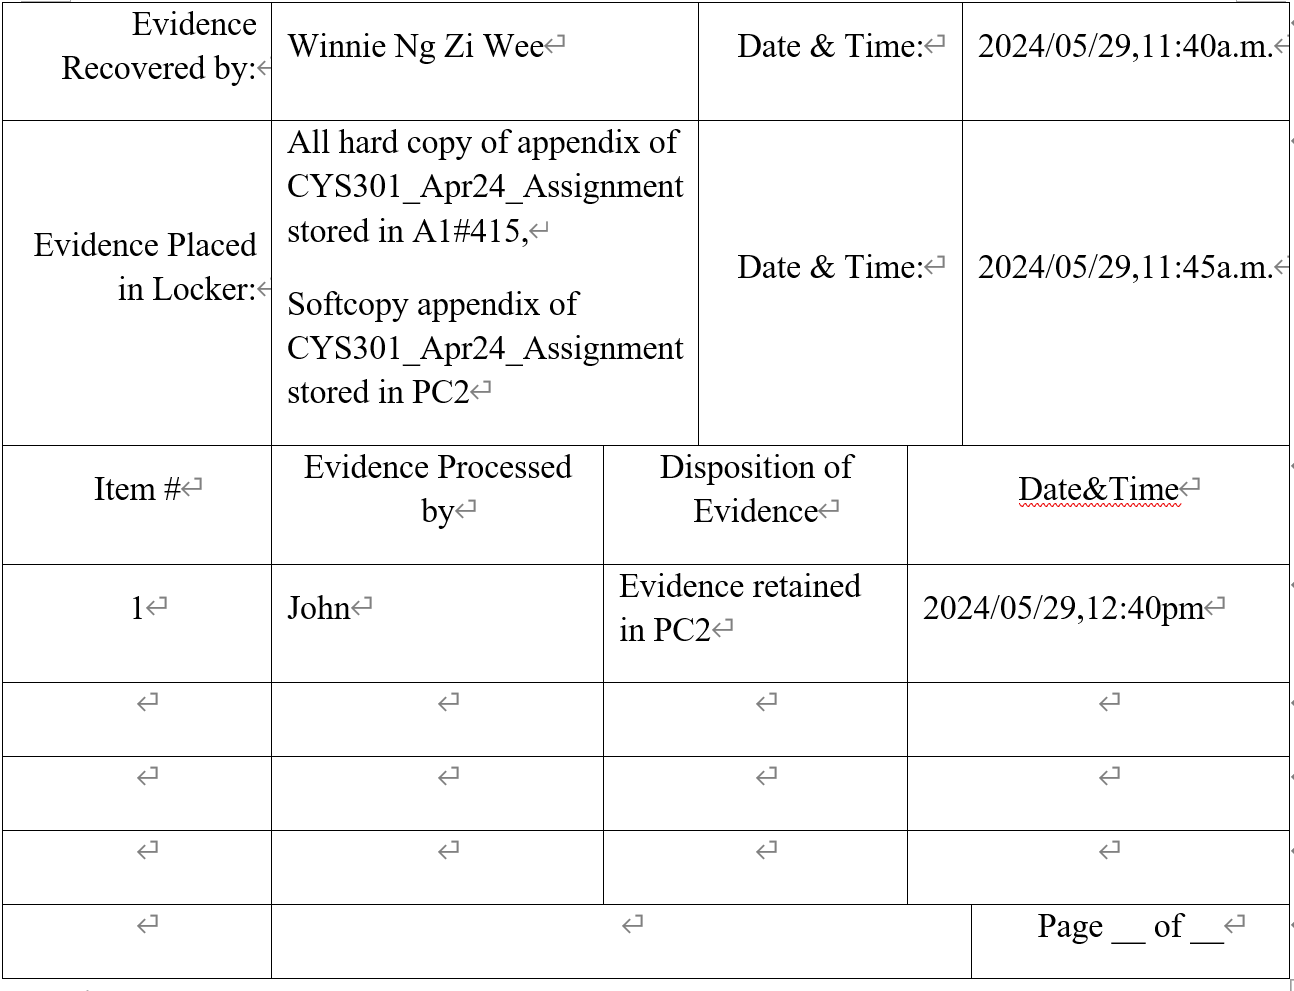 Evidence
Recovered by:
Winnie Ng Zi Wee
Date & Time:
2024/05/29,11:40a.m.
Evidence Placed
in Locker:
All hard copy of appendix of
CYS301_Apr24_Assignment
stored in A1#415,
Softcopy appendix of
CYS301_Apr24_Assignment
stored in PC2
Date & Time:
2024/05/29,11:45a.m.
Item #
Evidence Processed
by
Disposition of
Evidence
Date&Time
1
John
Evidence retained
in PC2
2024/05/29,12:40pm
Page __ of __